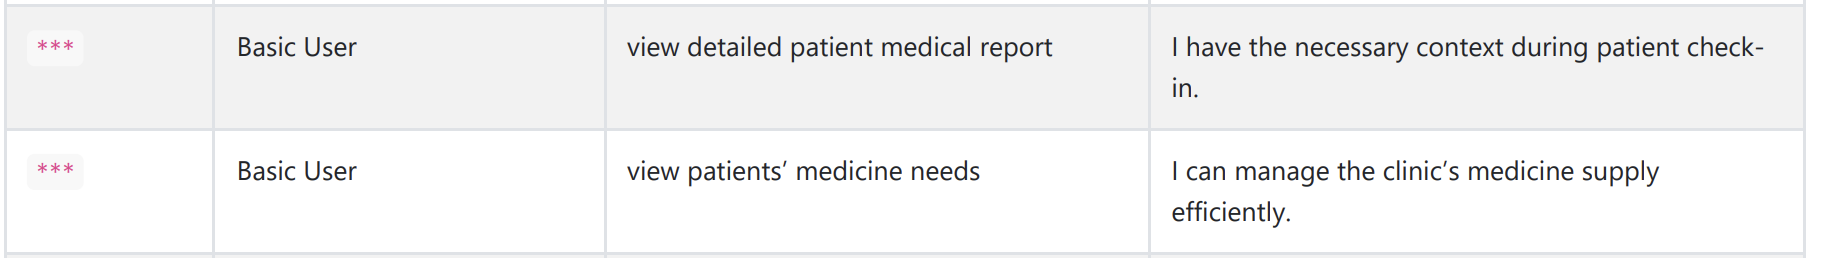 *** Basic User view detailed patient medical report I have the necessary context during patient check-
in.
*** Basic User view patients’ medicine needs I can manage the clinic’s medicine supply
efficiently.